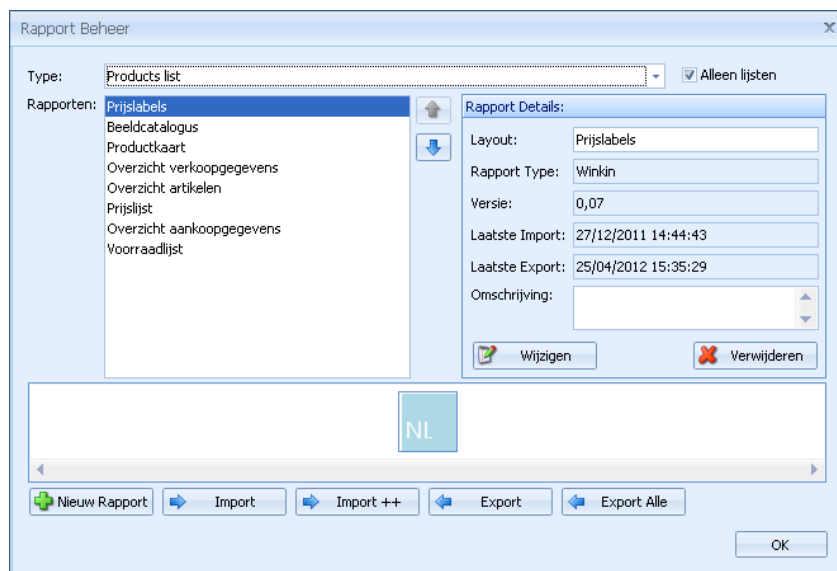 Rapport Beheer
Type: Products list Alleen lijsten
Rapporten:
Prijslabels
Beeldcatalogus
Productkaart
Overzicht verkoopgegevens
Overzicht artikelen
Prijslijst
Overzicht aankoopgegevens
Voorraadlijst
Rapport Details:
Layout: Prijslabels
Rapport Type: Winkin
Versie: 0,07
Laatste Import: 27/12/2011 14:44:43
Laatste Export: 25/04/2012 15:35:29
Omschrijving:
Wijzigen Verwijderen
NL
Nieuw Rapport Import Import ++ Export Export Alle
OK